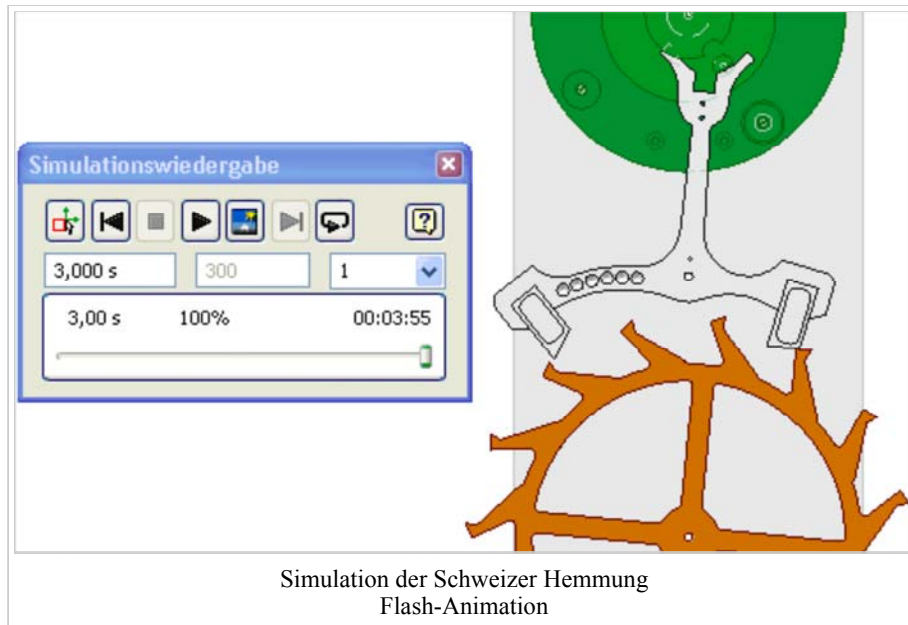 Simulationswiedergabe
3,000 s 300 1
3,00 s 100% 00:03:55
Simulation der Schweizer Hemmung
Flash-Animation